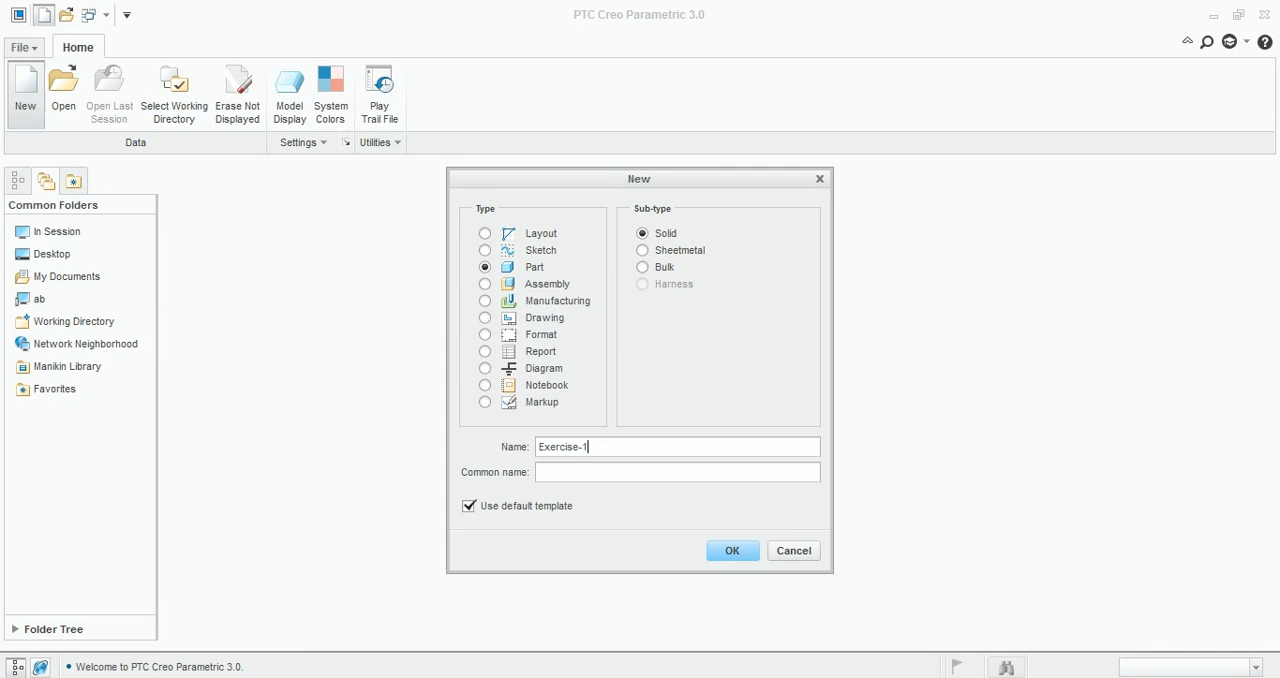 PTC Creo Parametric 3.0
File
Home
New
Open
Open Last Session
Select Working Directory
Erase Not Displayed
Model Display
System Colors
Play Trail File
Data
Settings
Utilities
Common Folders
In Session
Desktop
My Documents
ab
Working Directory
Network Neighborhood
Manikin Library
Favorites
Folder Tree
New
Type
Layout
Sketch
Part
Assembly
Manufacturing
Drawing
Format
Report
Diagram
Notebook
Markup
Sub-type
Solid
Sheetmetal
Bulk
Harness
Name: Exercise-1
Common name:
Use default template
OK
Cancel
Welcome to PTC Creo Parametric 3.0.